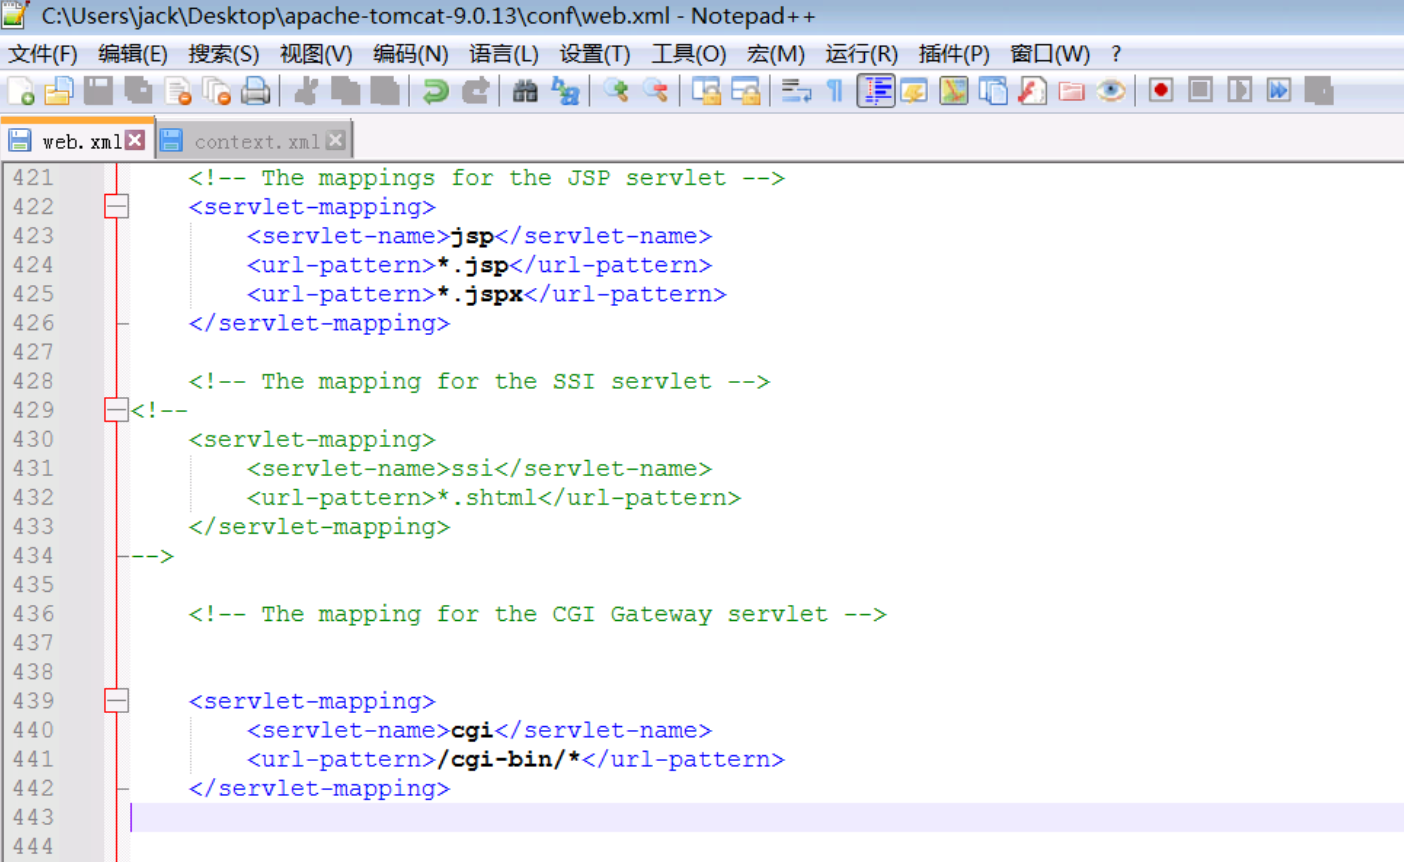 C:\Users\jack\Desktop\apache-tomcat-9.0.13\conf\web.xml - Notepad++
文件(F) 编辑(E) 搜索(S) 视图(V) 编码(N) 语言(L) 设置(T) 工具(O) 宏(M) 运行(R) 插件(P) 窗口(W) ?
web.xml context.xml
421 <!-- The mappings for the JSP servlet -->
422 <servlet-mapping>
423 <servlet-name>jsp</servlet-name>
424 <url-pattern>*.jsp</url-pattern>
425 <url-pattern>*.jspx</url-pattern>
426 </servlet-mapping>
427
428 <!-- The mapping for the SSI servlet -->
429 <!--
430 <servlet-mapping>
431 <servlet-name>ssi</servlet-name>
432 <url-pattern>*.shtml</url-pattern>
433 </servlet-mapping>
434 -->
435
436 <!-- The mapping for the CGI Gateway servlet -->
437
438
439 <servlet-mapping>
440 <servlet-name>cgi</servlet-name>
441 <url-pattern>/cgi-bin/*</url-pattern>
442 </servlet-mapping>
443
444